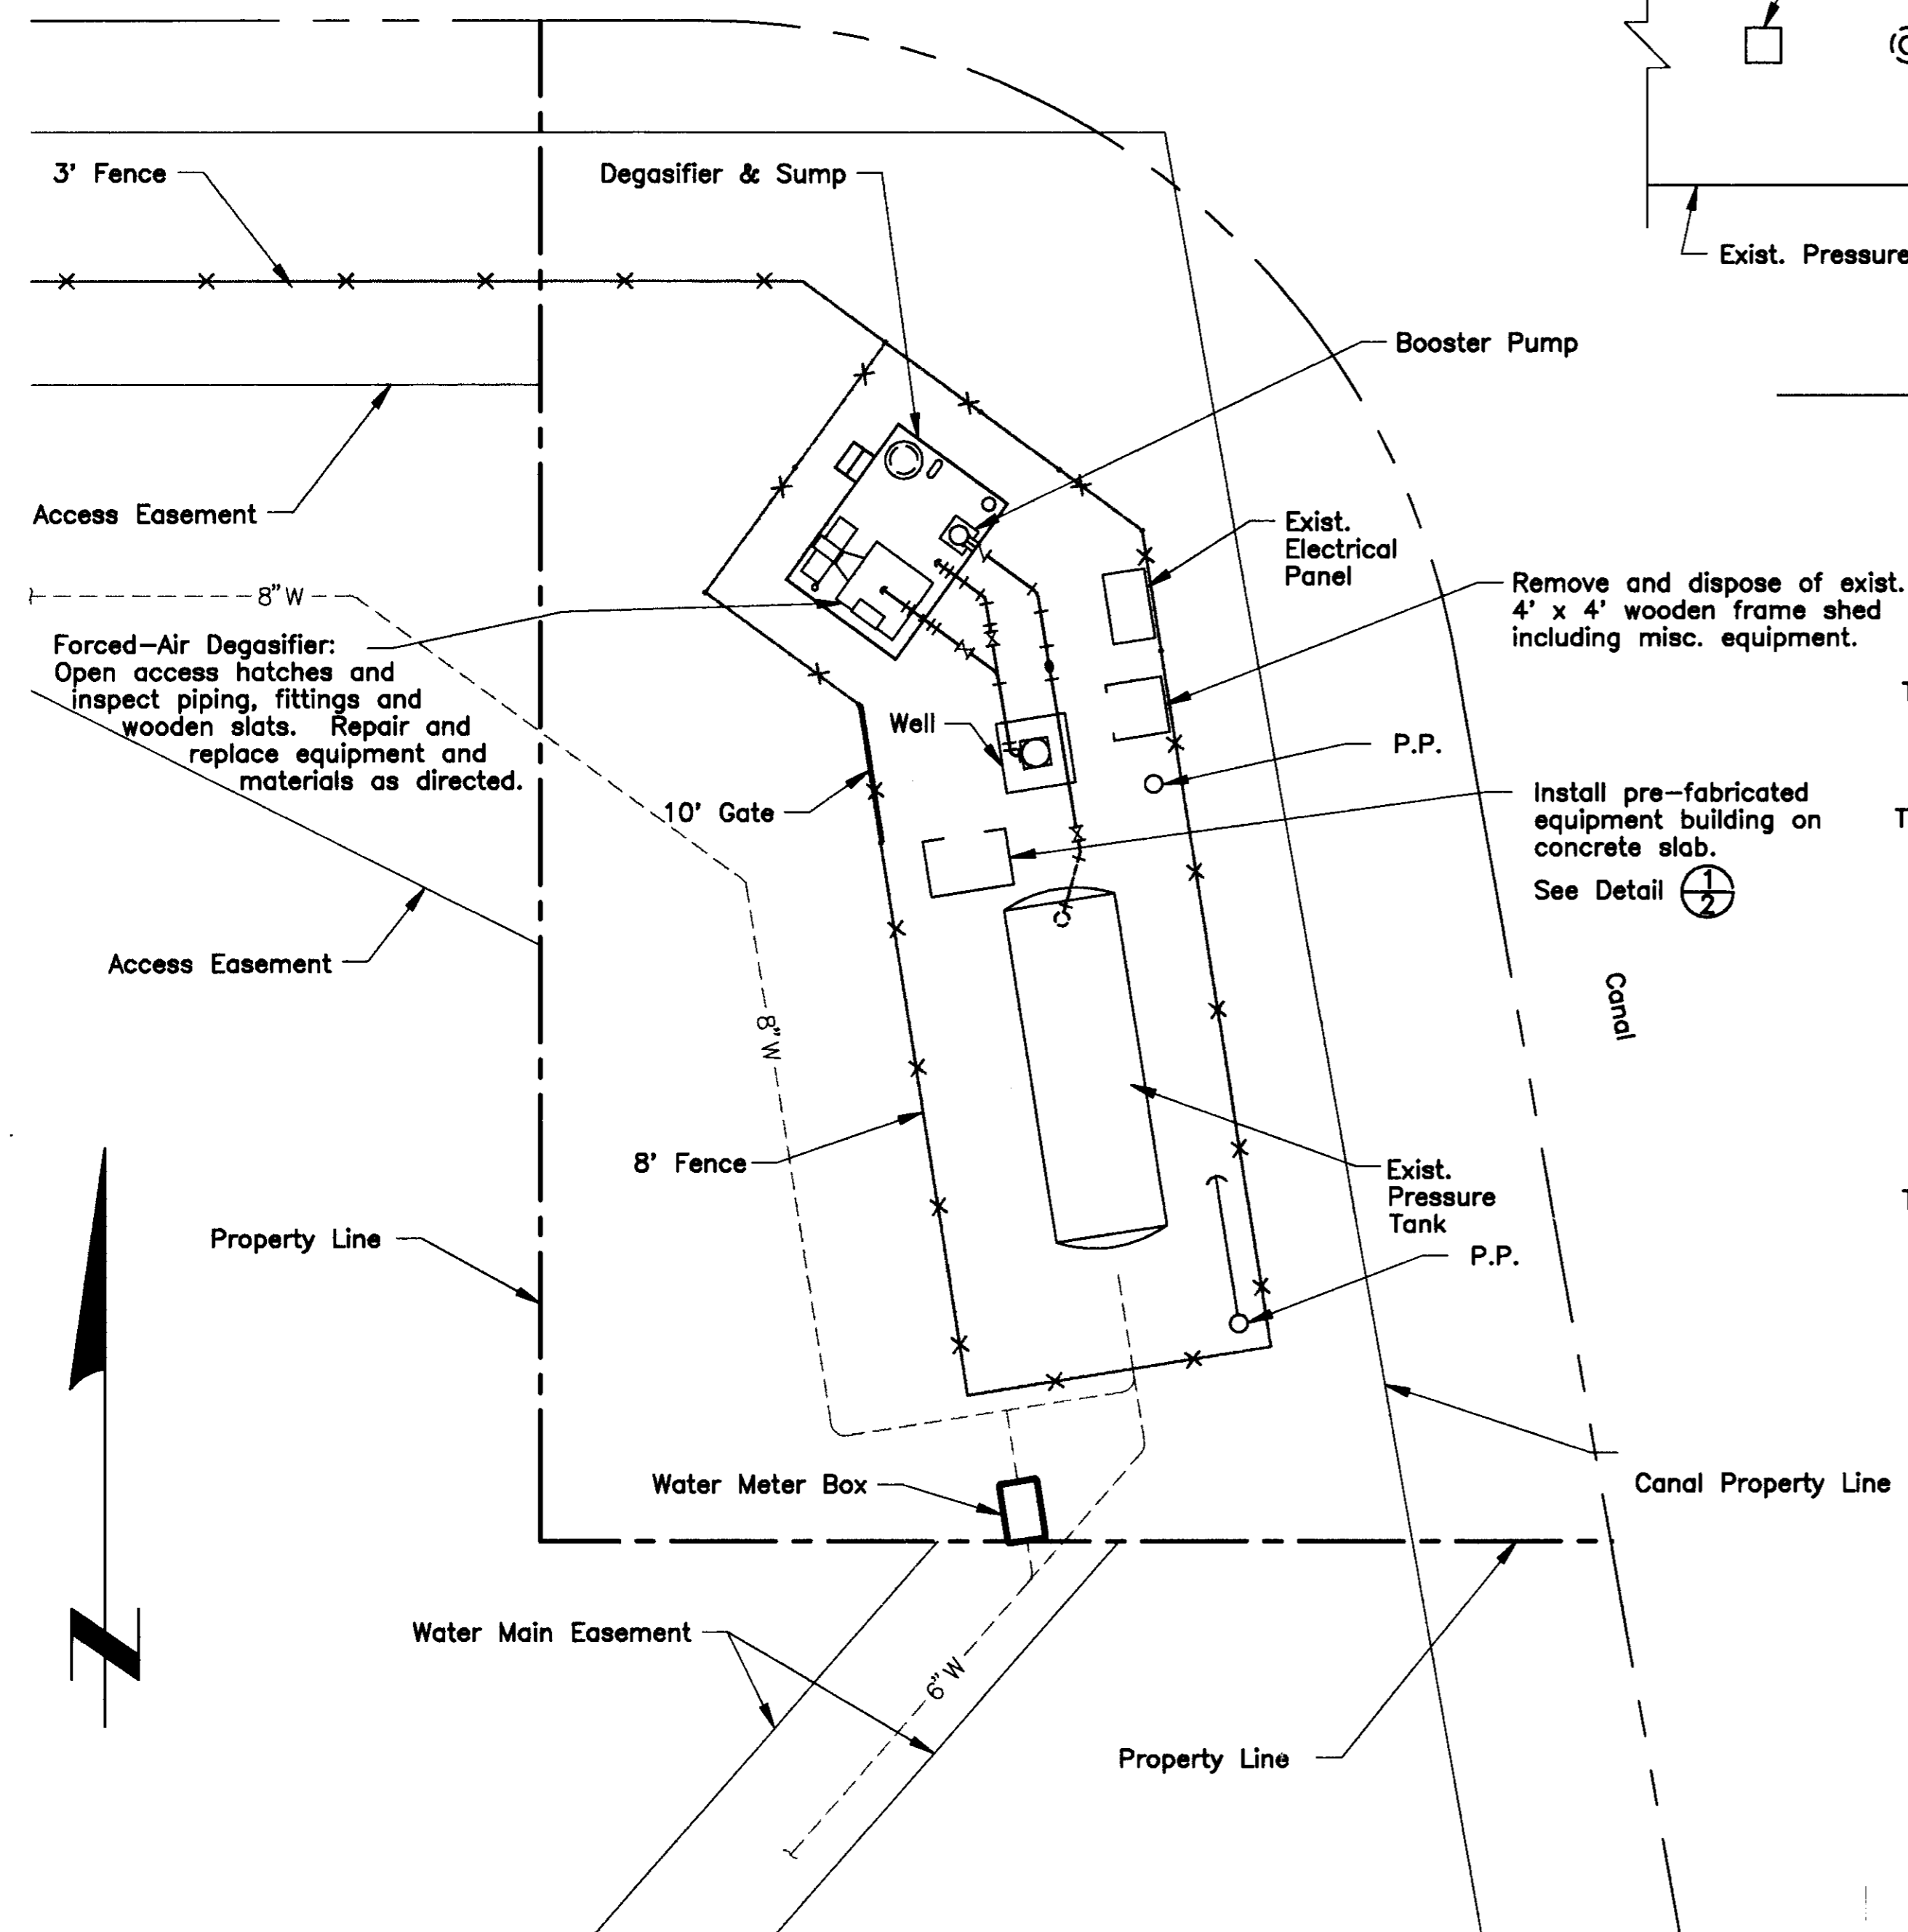 3' Fence
Degasifier & Sump
Exist. Pressure
Booster Pump
Access Easement
Exist.
Electrical
Panel
Remove and dispose of exist.
4' x 4' wooden frame shed
including misc. equipment.
8"W
Forced-Air Degasifier:
Open access hatches and
inspect piping, fittings and
wooden slats. Repair and
replace equipment and
materials as directed.
Well
P.P.
10' Gate
Install pre-fabricated
equipment building on
concrete slab.
See Detail 1
2
T
T
Access Easement
Canal
8"W
8' Fence
Exist.
Pressure
Tank
T
Property Line
P.P.
Water Meter Box
Canal Property Line
N
Water Main Easement
6"W
Property Line